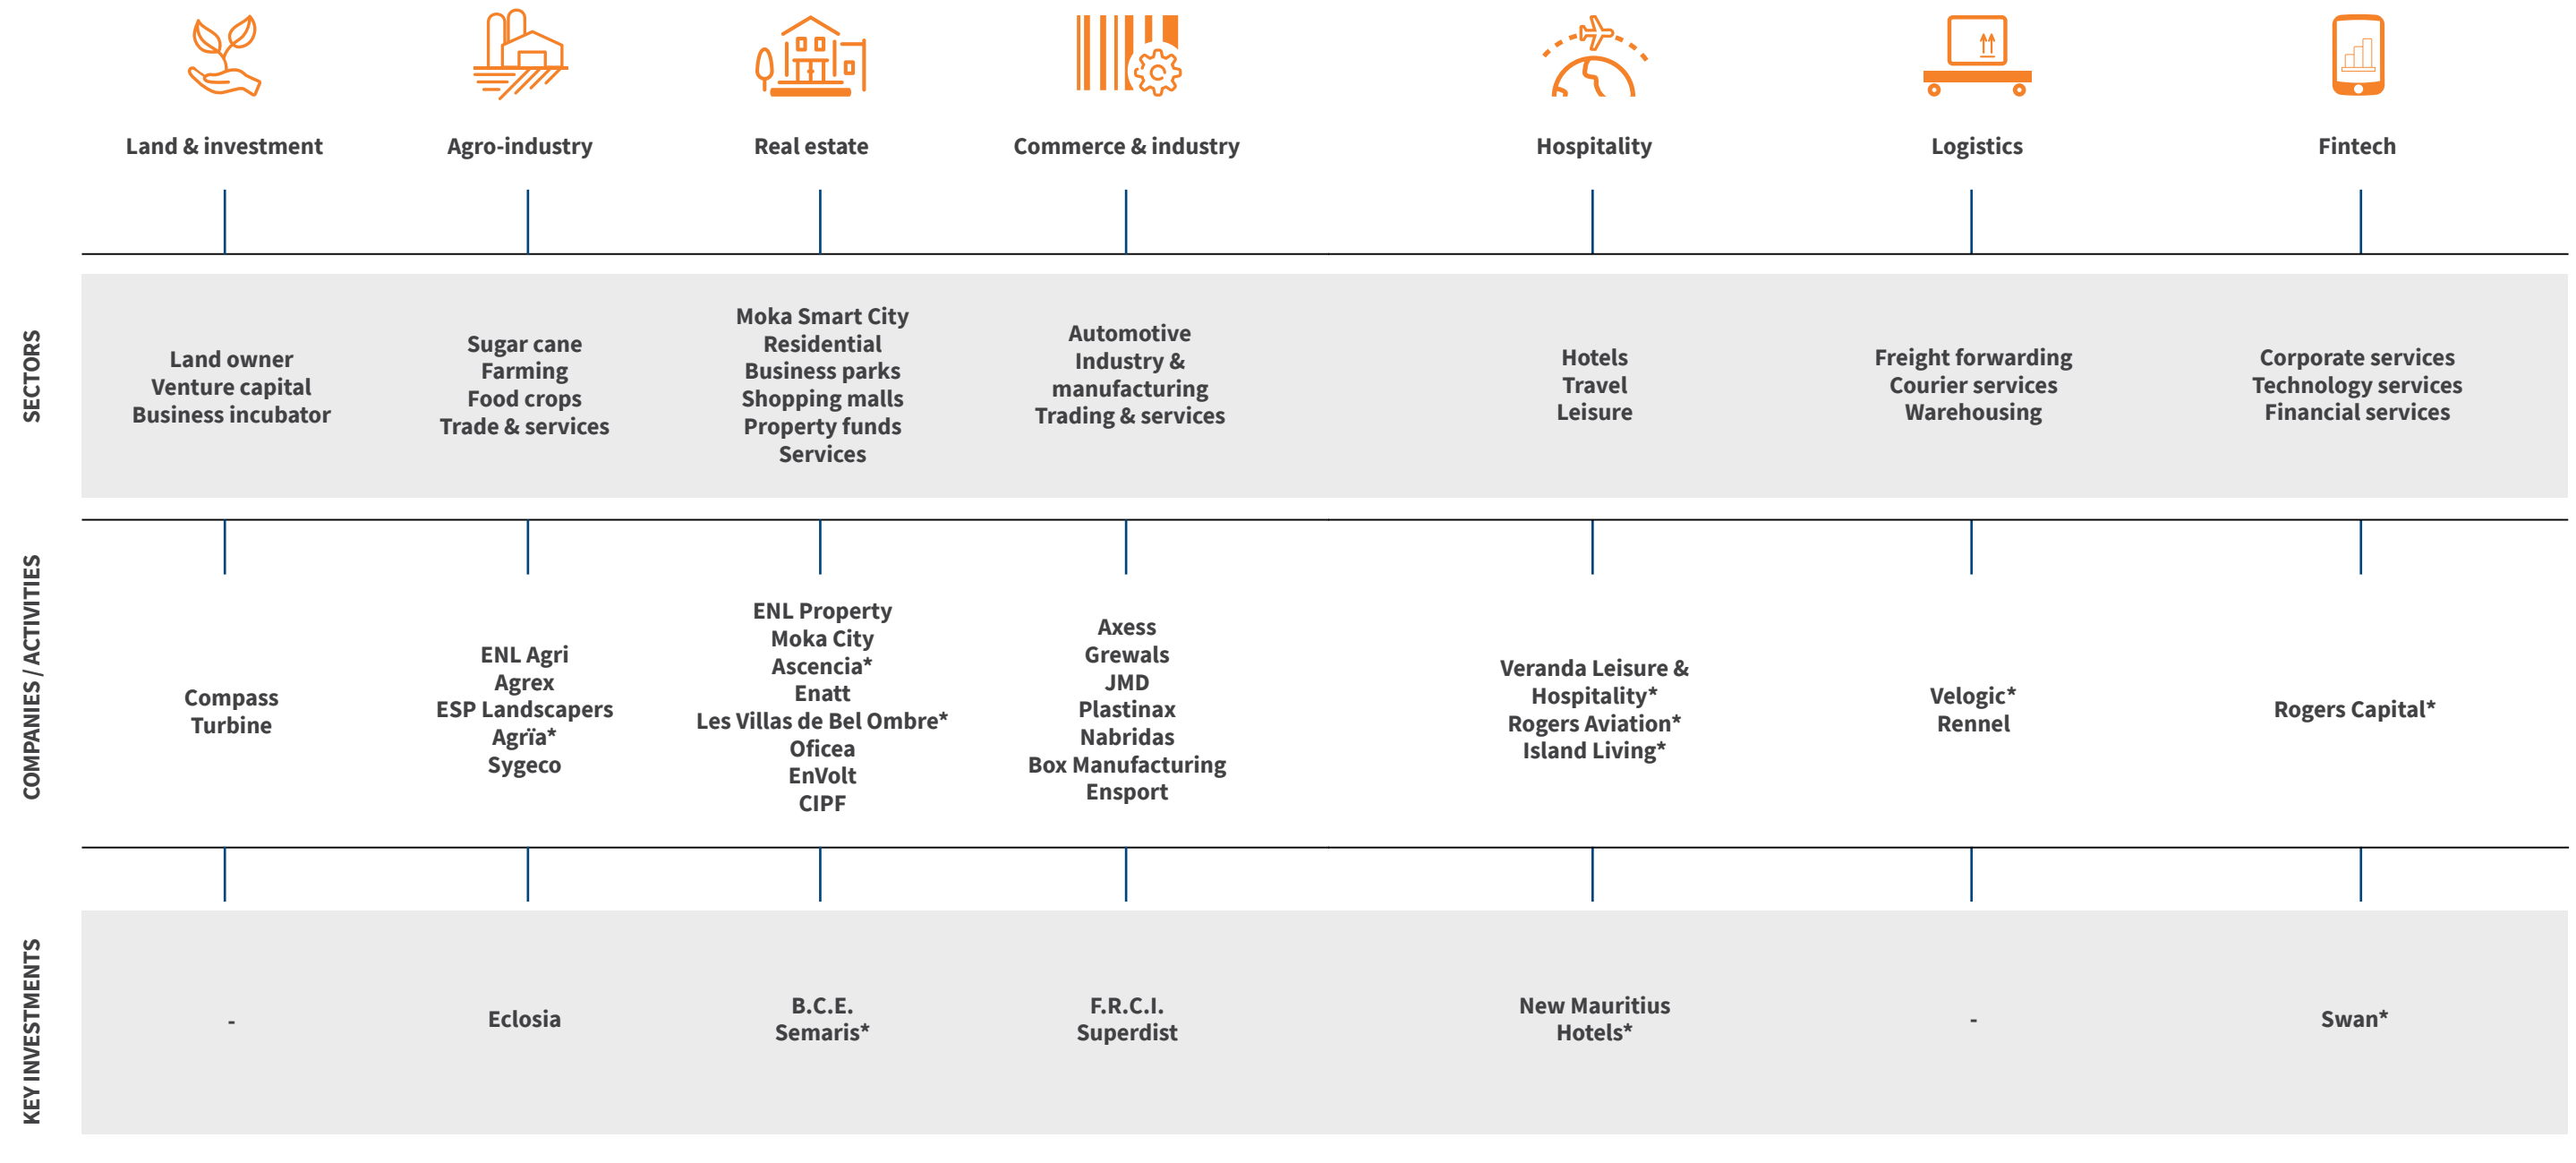 Land & investment
Agro-industry
Real estate
Commerce & industry
Hospitality
Logistics
Fintech
SECTORS
Land owner
Venture capital
Business incubator
Sugar cane
Farming
Food crops
Trade & services
Moka Smart City
Residential
Business parks
Shopping malls
Property funds
Services
Automotive
Industry &
manufacturing
Trading & services
Hotels
Travel
Leisure
Freight forwarding
Courier services
Warehousing
Corporate services
Technology services
Financial services
COMPANIES / ACTIVITIES
Compass
Turbine
ENL Agri
Agrex
ESP Landscapers
Agrïa*
Sygeco
ENL Property
Moka City
Ascencia*
Enatt
Les Villas de Bel Ombre*
Oficea
EnVolt
CIPF
Axess
Grewals
JMD
Plastinax
Nabridas
Box Manufacturing
Ensport
Veranda Leisure &
Hospitality*
Rogers Aviation*
Island Living*
Velogic*
Rennel
Rogers Capital*
KEY INVESTMENTS
-
Eclosia
B.C.E.
Semaris*
F.R.C.I.
Superdist
New Mauritius
Hotels*
-
Swan*